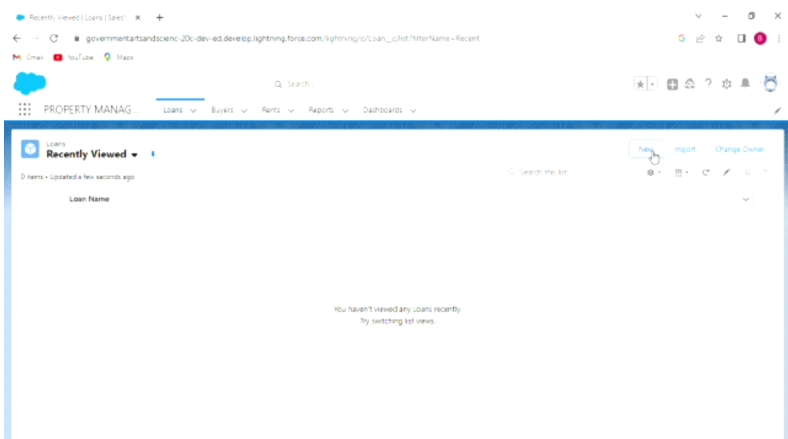 Recently Viewed | Loans | Sales
governmentartsandscienc-20c-dev-ed.develop.lightning.force.com/lightning/o/Loan__c/list?filterName=Recent
Gmail YouTube Maps
Search...
PROPERTY MANAG... Loans Buyers Rents Reports Dashboards
Loans
Recently Viewed
New Import Change Owner
0 items • Updated a few seconds ago
Search this list...
Loan Name
You haven't viewed any Loans recently.
Try switching list views.